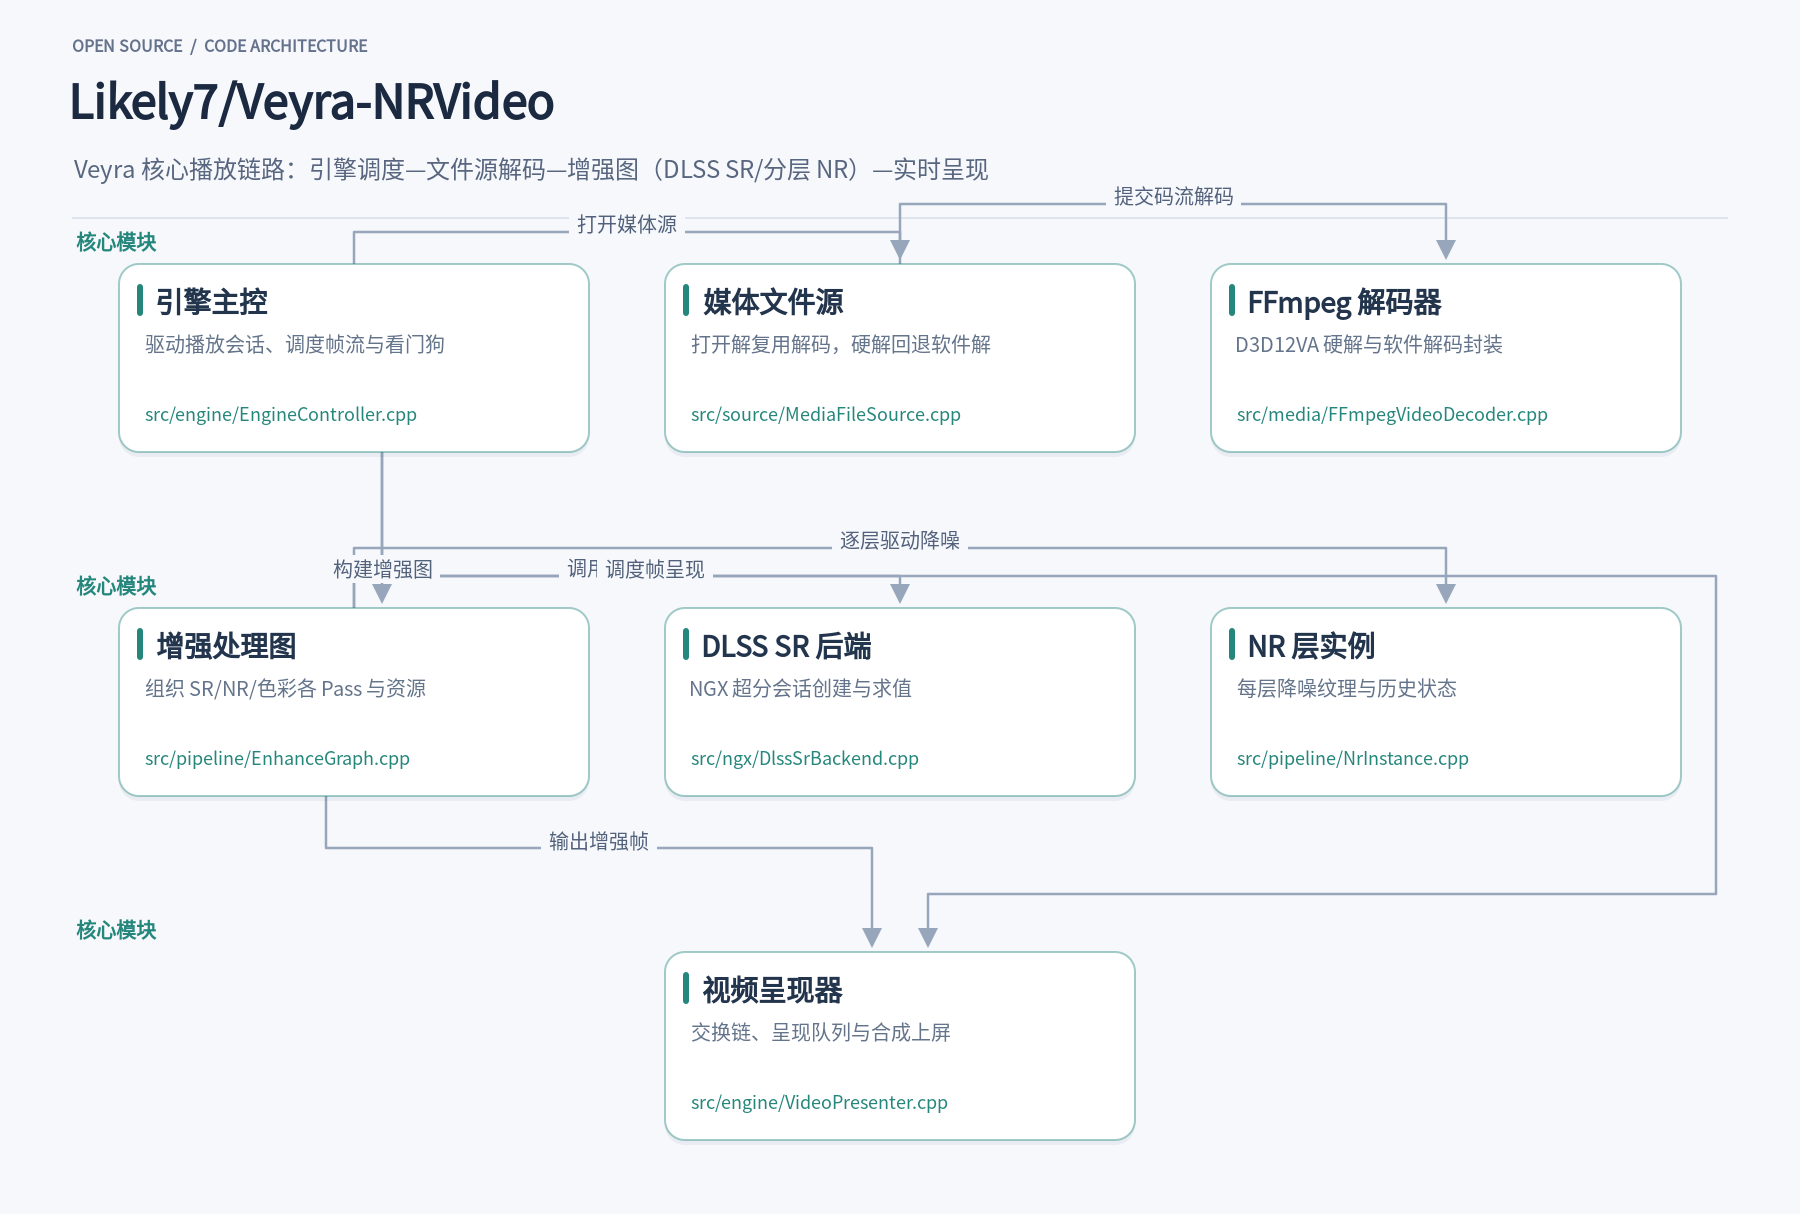 OPEN SOURCE / CODE ARCHITECTURE
Likely7/Veyra-NRVideo
Veyra 核心播放链路：引擎调度—文件源解码—增强图（DLSS SR/分层 NR）—实时呈现
提交码流解码
打开媒体源
核心模块
引擎主控
驱动播放会话、调度帧流与看门狗
src/engine/EngineController.cpp
媒体文件源
打开解复用解码，硬解回退软件解
src/source/MediaFileSource.cpp
FFmpeg 解码器
D3D12VA 硬解与软件解码封装
src/media/FFmpegVideoDecoder.cpp
逐层驱动降噪
构建增强图
调用
调度帧呈现
核心模块
增强处理图
组织 SR/NR/色彩各 Pass 与资源
src/pipeline/EnhanceGraph.cpp
DLSS SR 后端
NGX 超分会话创建与求值
src/ngx/DlssSrBackend.cpp
NR 层实例
每层降噪纹理与历史状态
src/pipeline/NrInstance.cpp
输出增强帧
核心模块
视频呈现器
交换链、呈现队列与合成上屏
src/engine/VideoPresenter.cpp